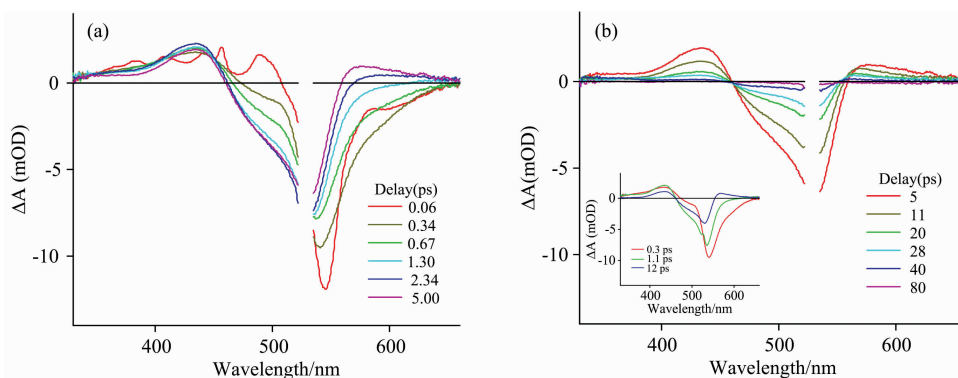 (a)
0
-5
-10
ΔA (mOD)
Delay(ps)
0.06
0.34
0.67
1.30
2.34
5.00
400
500
600
Wavelength/nm
(b)
5
0
-5
-10
ΔA(mOD)
Delay(ps)
5
11
20
28
40
80
5
0
-5
-10
ΔA (mOD)
0.3 ps
1.1 ps
12 ps
400
500
600
Wavelength/nm
400
500
600
Wavelength/nm